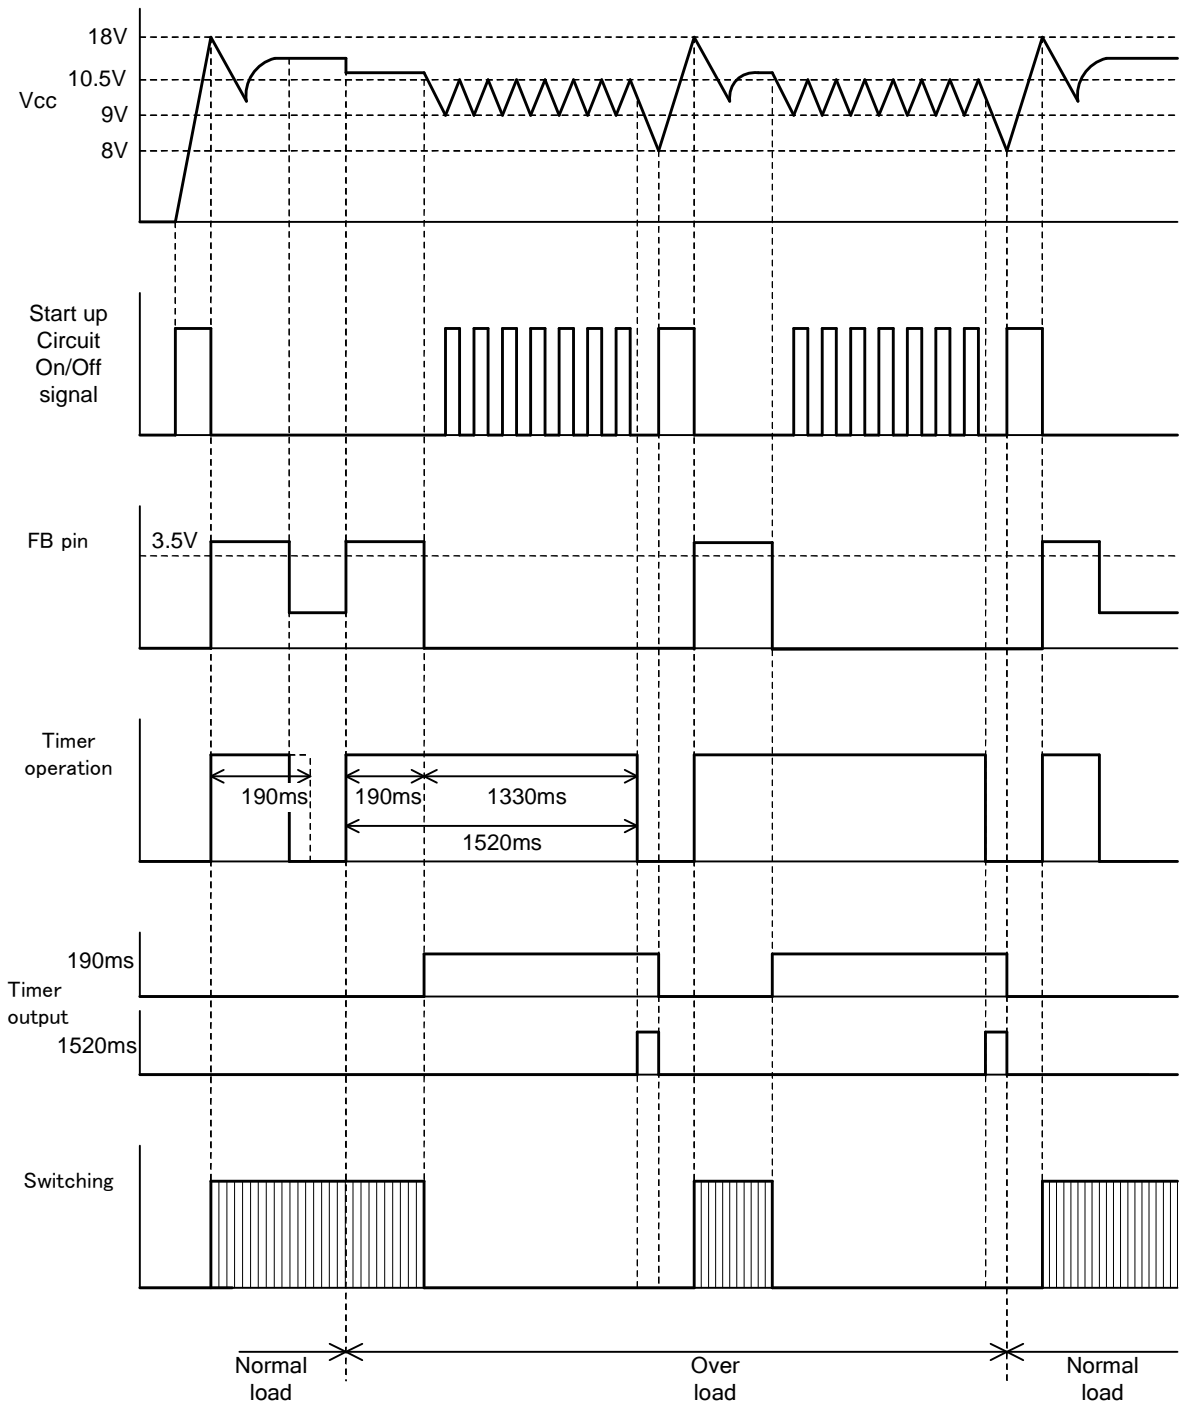 18V
10.5V
Vcc
9V
8V
Start up
Circuit
On/Off
signal
FB pin
3.5V
Timer
operation
190ms
190ms
1330ms
1520ms
190ms
Timer
output
1520ms
Switching
Normal
load
Over
load
Normal
load